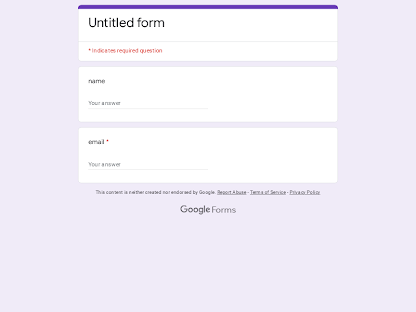 Untitled form
* Indicates required question
name
Your answer
email *
Your answer
This content is neither created nor endorsed by Google. Report Abuse - Terms of Service - Privacy Policy
Google Forms